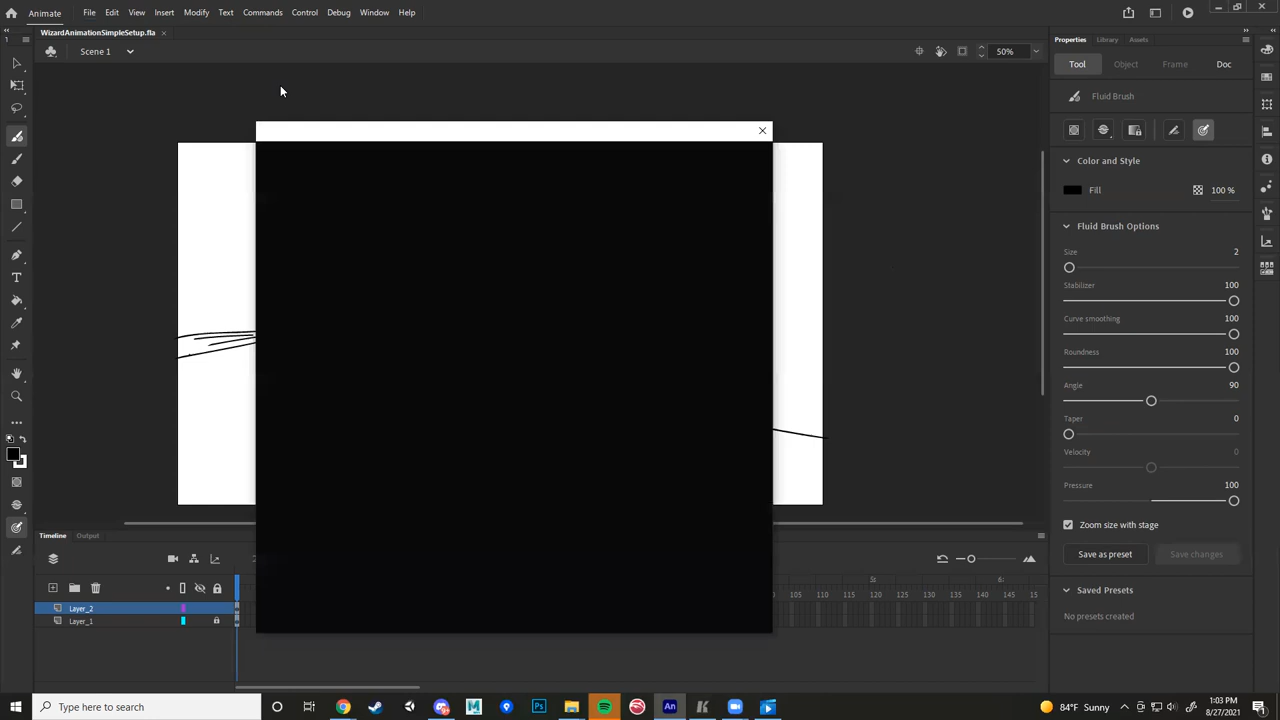 Animate File Edit View Insert Modify Text Commands Control Debug Window Help
WizardAnimationSimpleSetup.fla
Scene 1
50%
Properties Library Assets
Tool Object Frame Doc
Fluid Brush
Color and Style
Fill 100 %
Fluid Brush Options
Size 2
Stabilizer 100
Curve smoothing 100
Roundness 100
Angle 90
Taper 0
Velocity 0
Pressure 100
Zoom size with stage
Save as preset Save changes
Saved Presets
No presets created
Timeline Output
5s
105 110 115 120 125 130 135 140 145 15
Layer_2
Layer_1
Type here to search
84°F Sunny
1:03 PM
8/27/2021